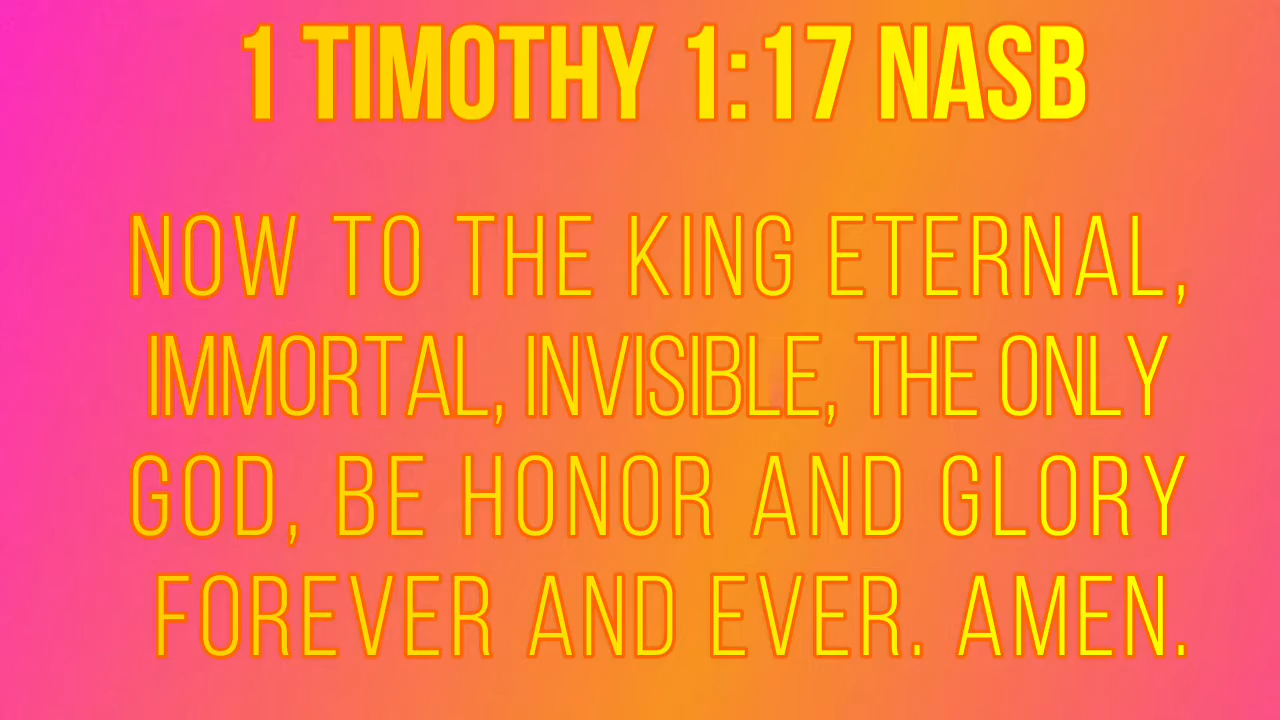 1 TIMOTHY 1:17 NASB
NOW TO THE KING ETERNAL,
IMMORTAL, INVISIBLE, THE ONLY
GOD, BE HONOR AND GLORY
FOREVER AND EVER. AMEN.